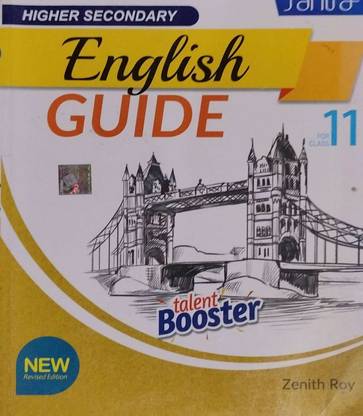 HIGHER SECONDARY
English
GUIDE
FOR
CLASS 11
talent
Booster
NEW
Revised Edition
Zenith Roy